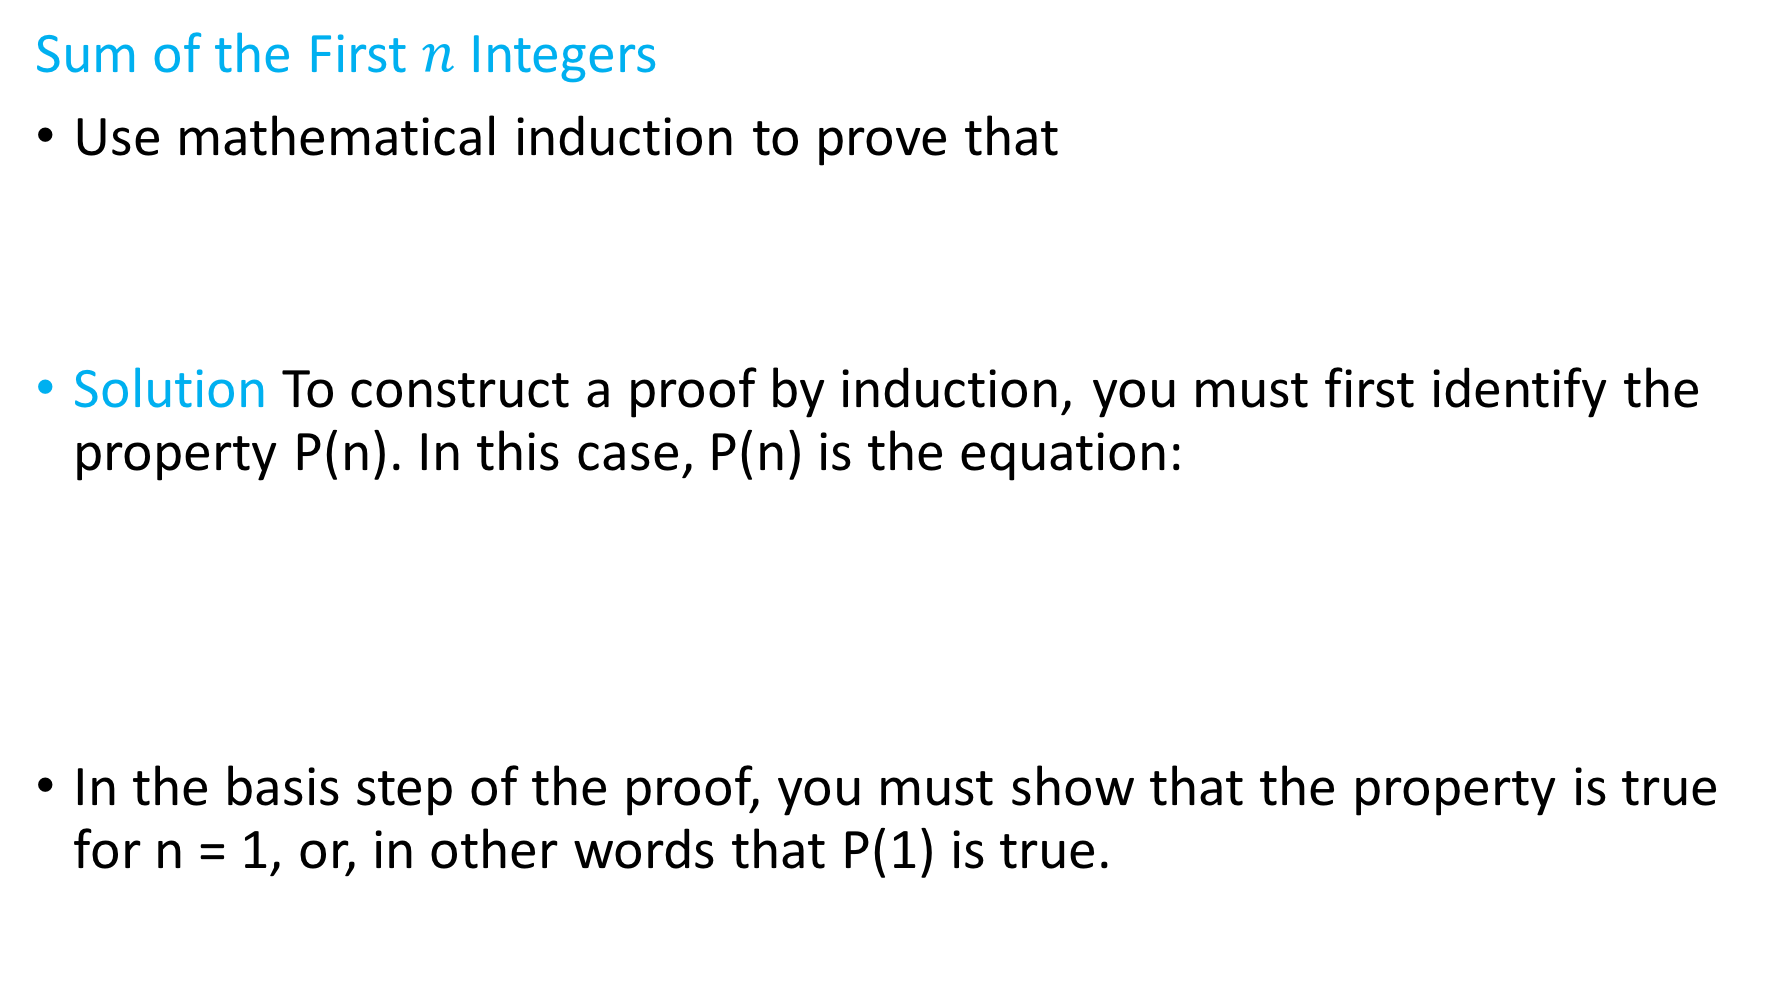 Sum of the First 𝑛 Integers
• Use mathematical induction to prove that
• Solution To construct a proof by induction, you must first identify the
property P(n). In this case, P(n) is the equation:
• In the basis step of the proof, you must show that the property is true
for n = 1, or, in other words that P(1) is true.